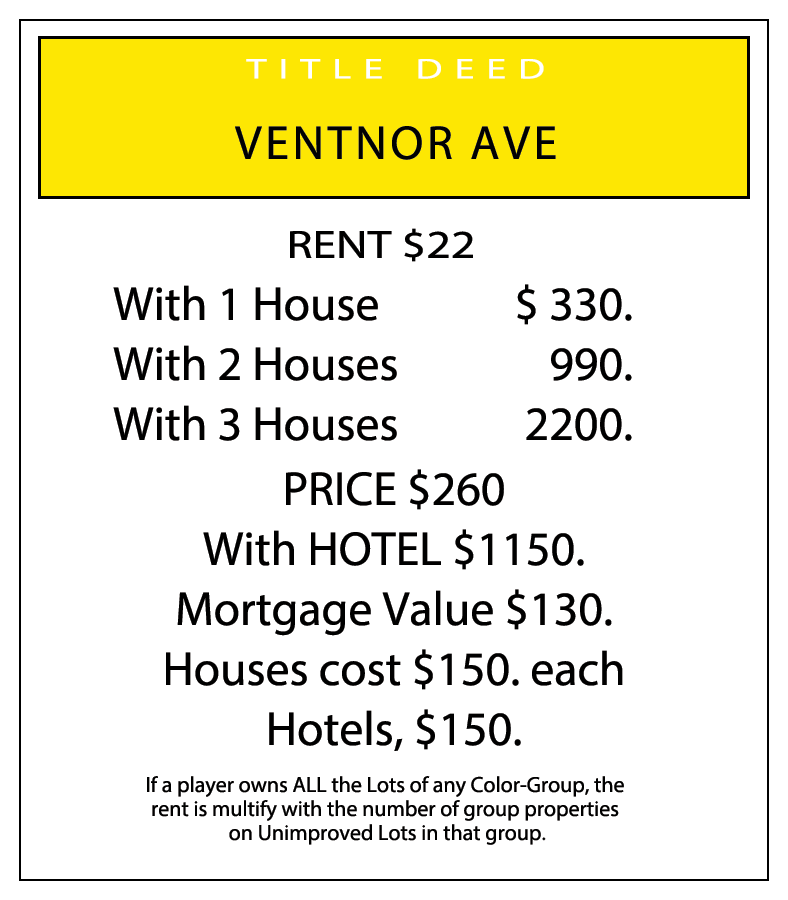 TITLE DEED
VENTNOR AVE
RENT $22
With 1 House $ 330.
With 2 Houses 990.
With 3 Houses 2200.
PRICE $260
With HOTEL $1150.
Mortgage Value $130.
Houses cost $150. each
Hotels, $150.
If a player owns ALL the Lots of any Color-Group, the
rent is multify with the number of group properties
on Unimproved Lots in that group.